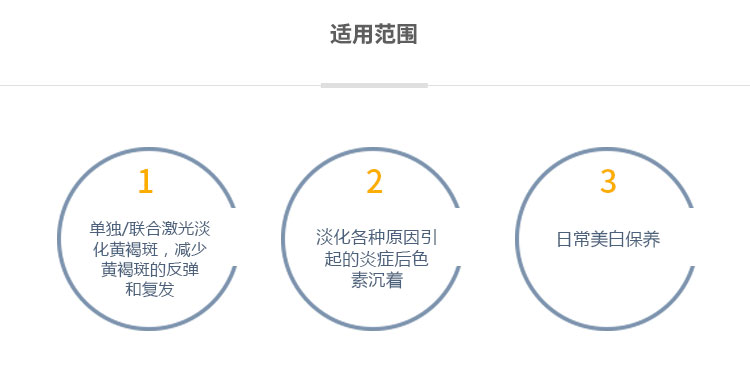 适用范围
1
单独/联合激光淡
化黄褐斑，减少
黄褐斑的反弹
和复发
2
淡化各种原因引
起的炎症后色
素沉着
3
日常美白保养